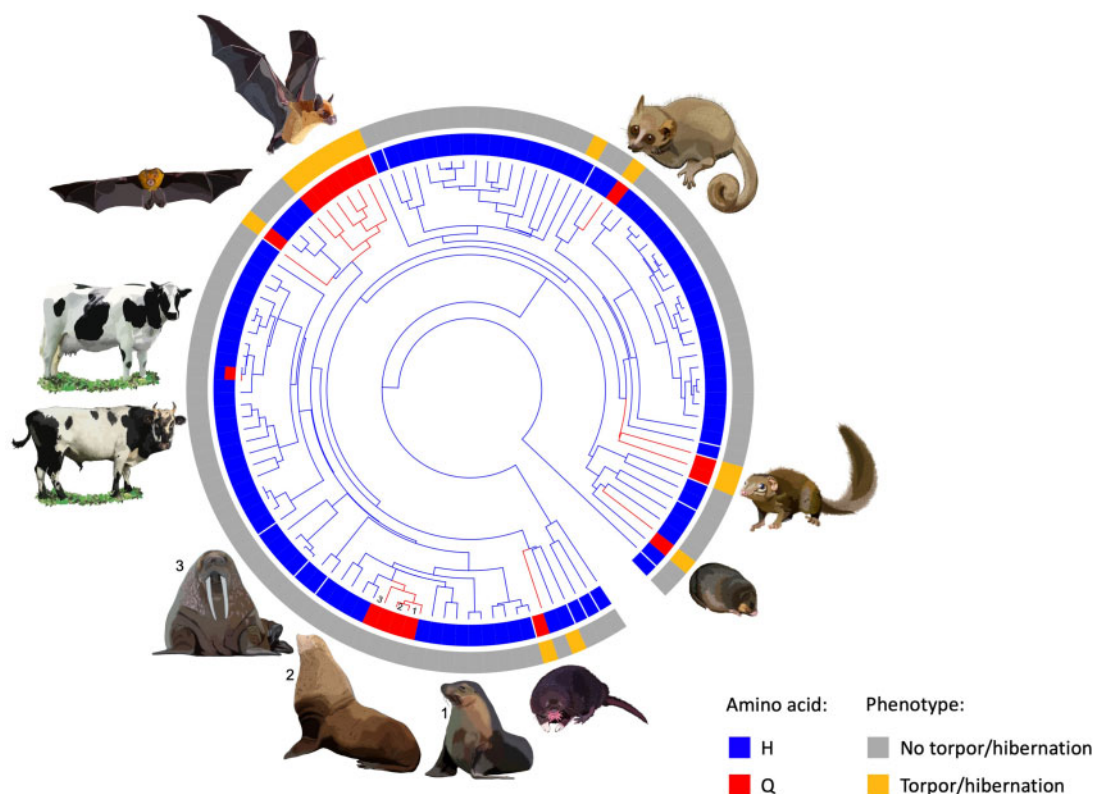 3
2
1
3
2
1
Amino acid:
Phenotype:
H
No torpor/hibernation
Q
Torpor/hibernation